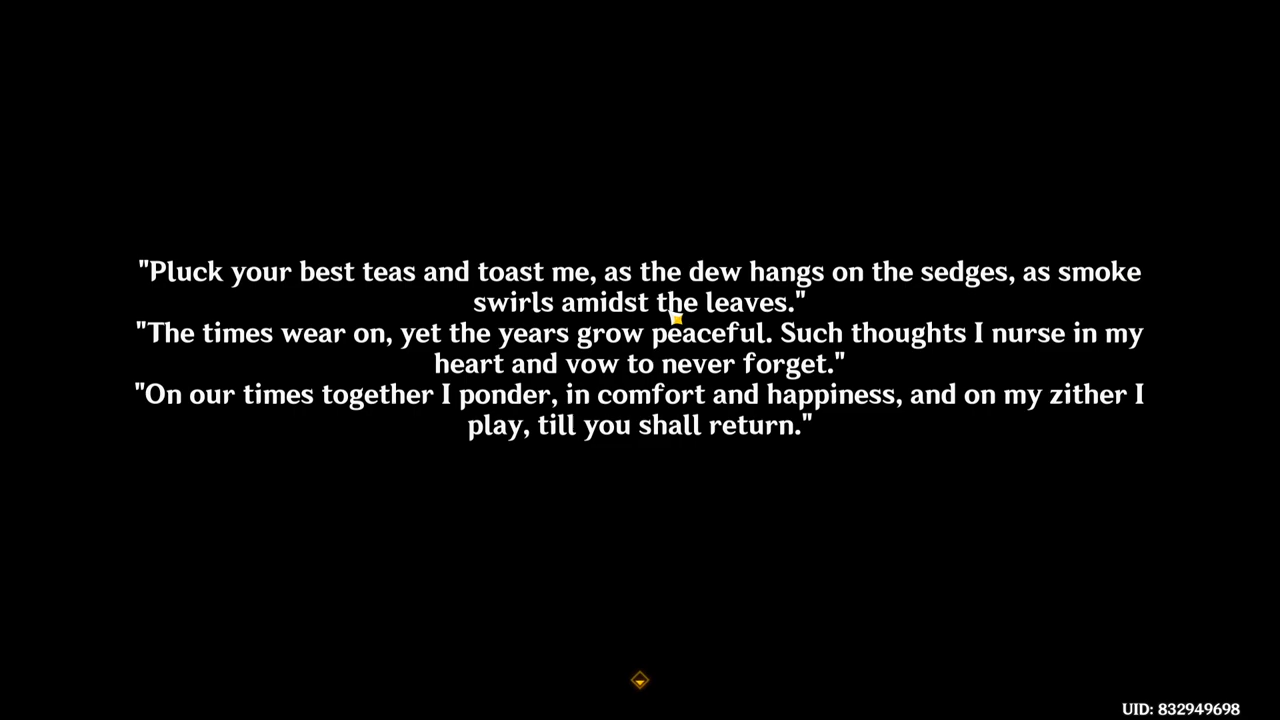 "Pluck your best teas and toast me, as the dew hangs on the sedges, as smoke
swirls amidst the leaves."
"The times wear on, yet the years grow peaceful. Such thoughts I nurse in my
heart and vow to never forget."
"On our times together I ponder, in comfort and happiness, and on my zither I
play, till you shall return."
UID: 832949698